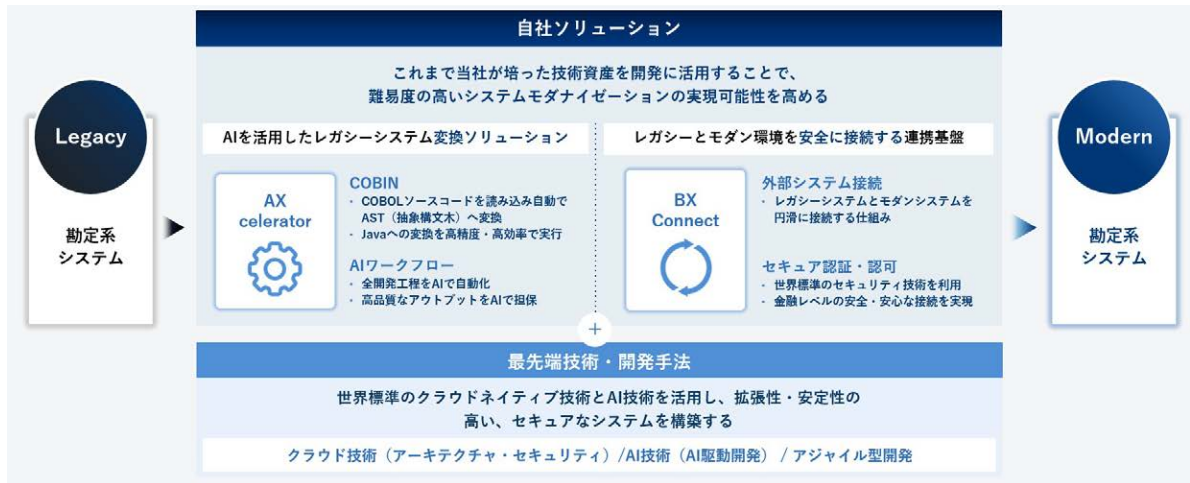 自社ソリューション
これまで当社が培った技術資産を開発に活用することで、
難易度の高いシステムモダナイゼーションの実現可能性を高める
Legacy
勘定系
システム
AIを活用したレガシーシステム変換ソリューション
AX
celerator
COBIN
・ COBOLソースコードを読み込み自動で
AST（抽象構文木）へ変換
・ Javaへの変換を高精度・高効率で実行
AIワークフロー
・ 全開発工程をAIで自動化
・ 高品質なアウトプットをAIで担保
レガシーとモダン環境を安全に接続する連携基盤
BX
Connect
外部システム接続
・ レガシーシステムとモダンシステムを
円滑に接続する仕組み
セキュア認証・認可
・ 世界標準のセキュリティ技術を利用
・ 金融レベルの安全・安心な接続を実現
Modern
勘定系
システム
+
最先端技術・開発手法
世界標準のクラウドネイティブ技術とAI技術を活用し、拡張性・安定性の
高い、セキュアなシステムを構築する
クラウド技術（アーキテクチャ・セキュリティ）/AI技術（AI駆動開発） / アジャイル型開発